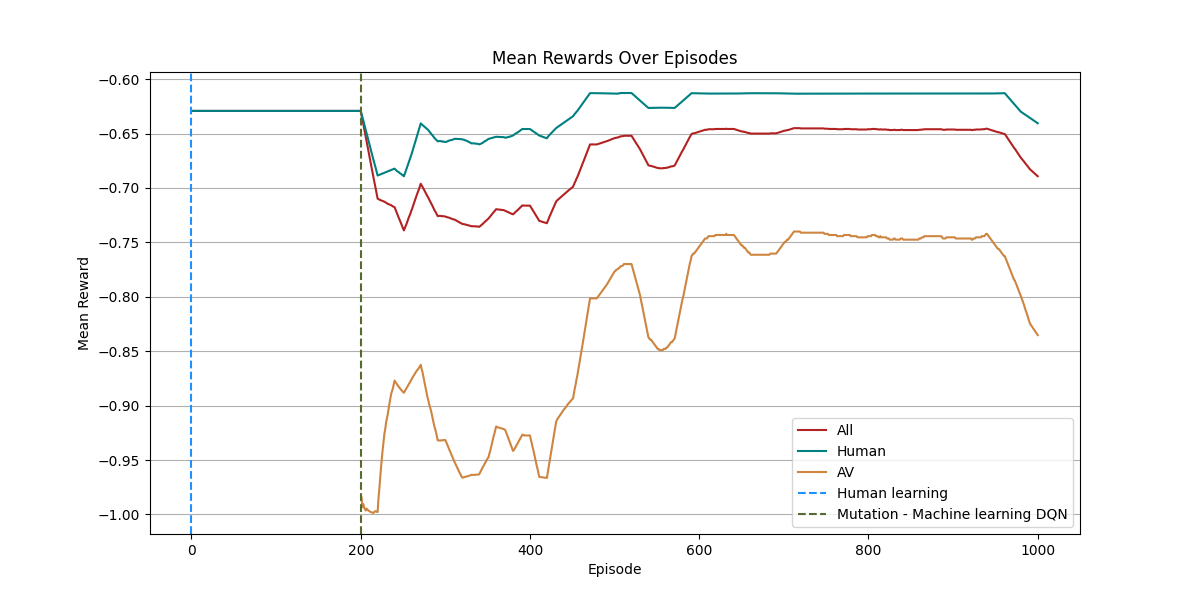 Mean Rewards Over Episodes
Mean Reward
−0.60
−0.65
−0.70
−0.75
−0.80
−0.85
−0.90
−0.95
−1.00
All
Human
AV
Human learning
Mutation - Machine learning DQN
0
200
400
600
800
1000
Episode